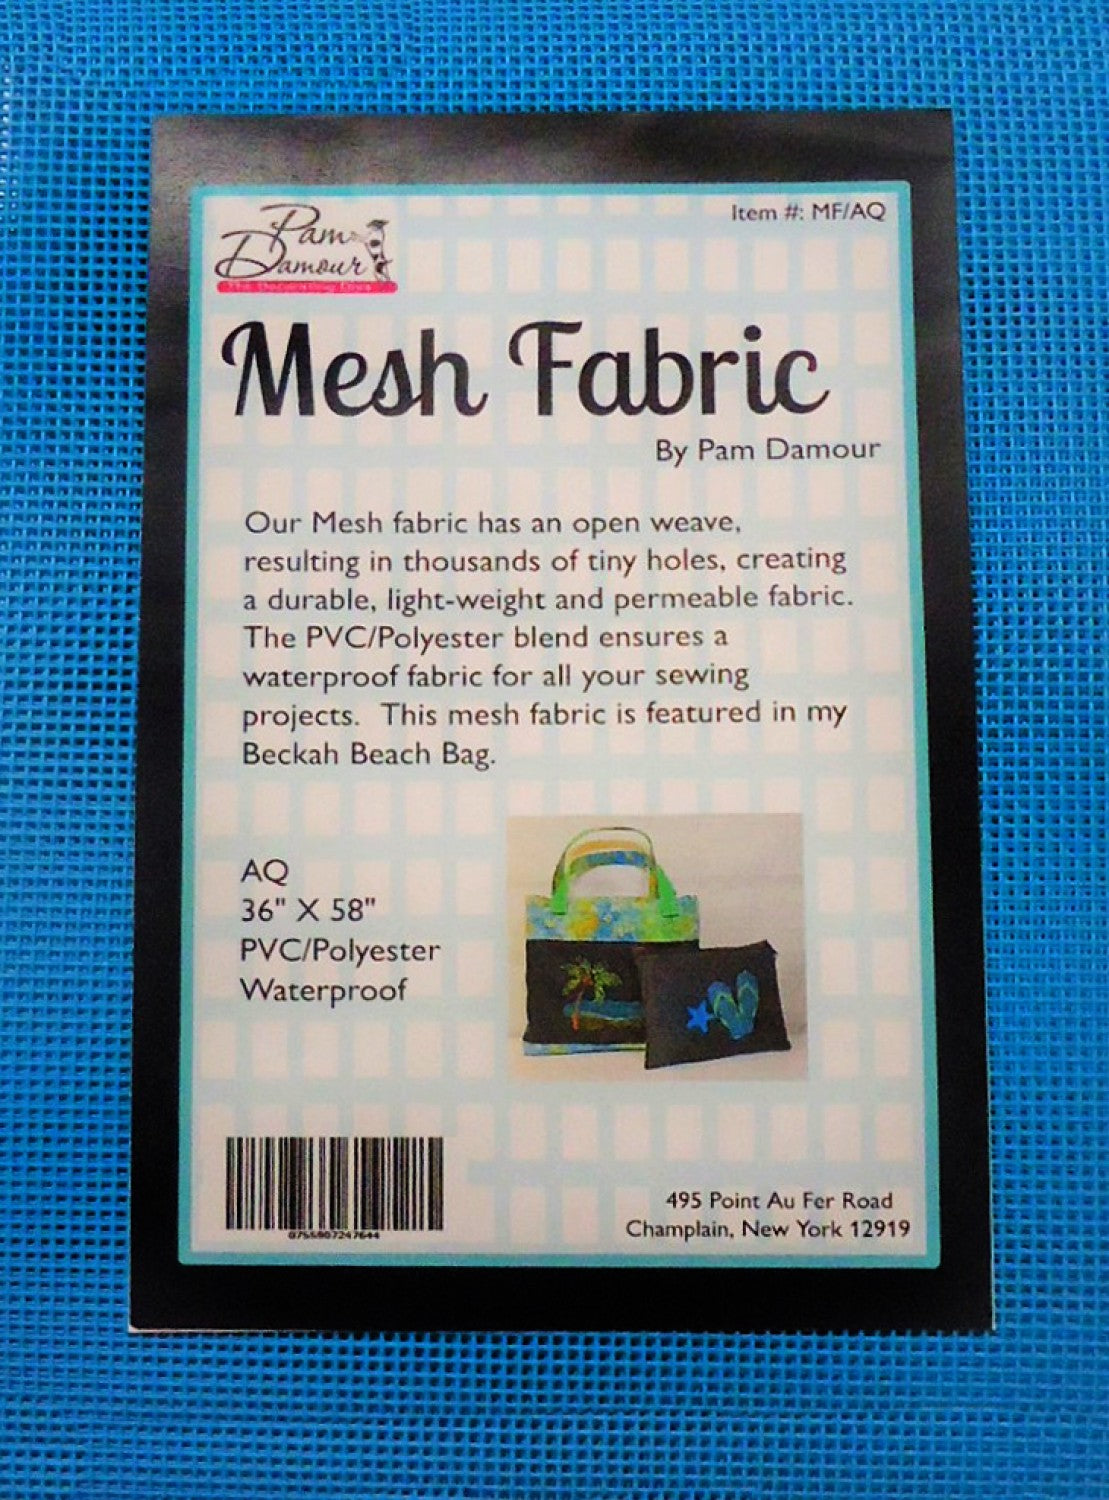 Pam
Damour
The Decorating Diva
Item #: MF/AQ
Mesh Fabric
By Pam Damour
Our Mesh fabric has an open weave,
resulting in thousands of tiny holes, creating
a durable, light-weight and permeable fabric.
The PVC/Polyester blend ensures a
waterproof fabric for all your sewing
projects. This mesh fabric is featured in my
Beckah Beach Bag.
AQ
36" X 58"
PVC/Polyester
Waterproof
495 Point Au Fer Road
Champlain, New York 12919